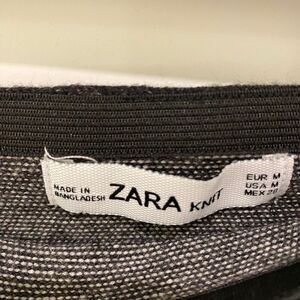 MADE IN
BANGLADESH
ZARA KNIT
EUR M
USA M
MEX 28